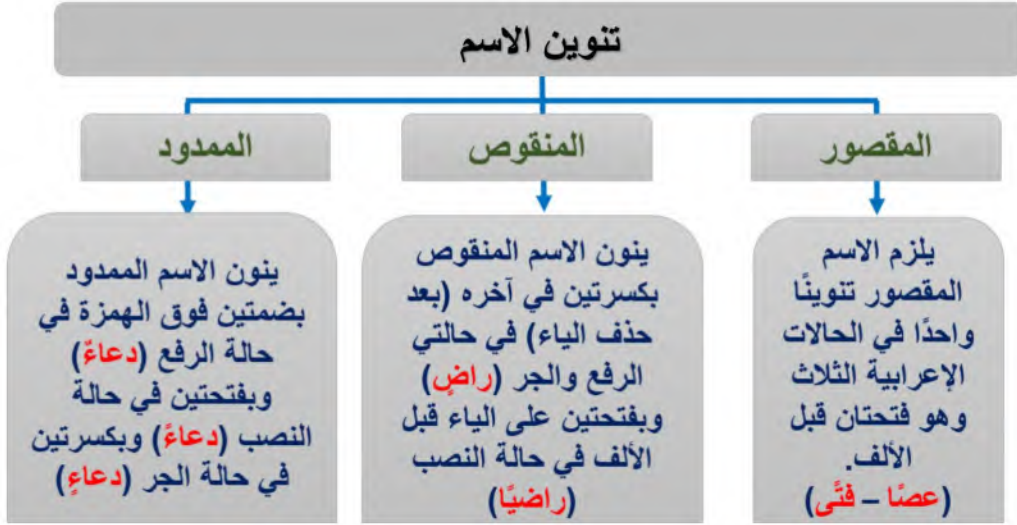 تنوين الاسم
المقصور
المنقوص
الممدود
يلزم الاسم
المقصور تنوينًا
واحدًا في الحالات
الإعرابية الثلاث
وهو فتحتان قبل
الألف.
(عصًا – فتًى)
ينون الاسم المنقوص
بكسرتين في آخره (بعد
حذف الياء) في حالتي
الرفع والجر (راضٍ)
وبفتحتين على الياء قبل
الألف في حالة النصب
(راضيًا)
ينون الاسم الممدود
بضمتين فوق الهمزة في
حالة الرفع (دعاءٌ)
وبفتحتين في حالة
النصب (دعاءً) وبكسرتين
في حالة الجر (دعاءٍ)